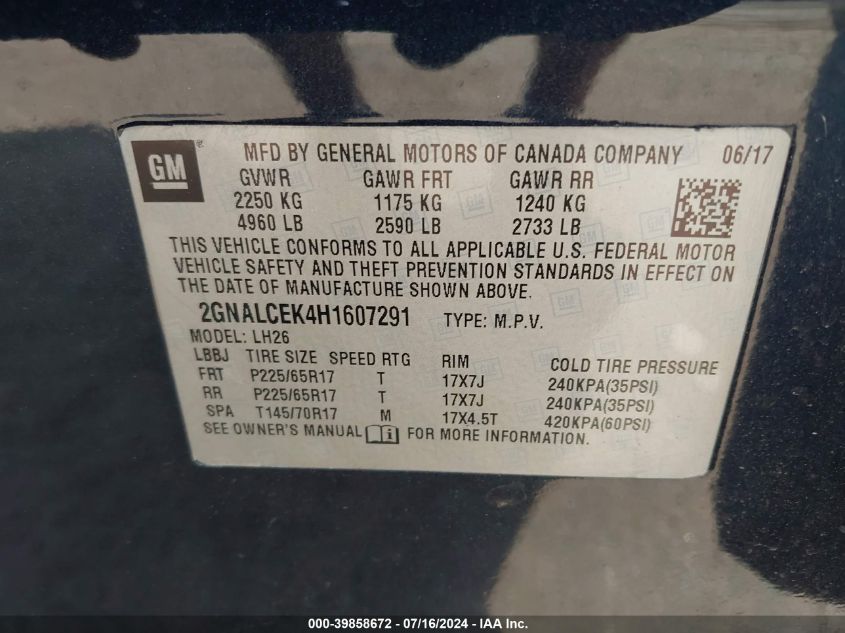 GM MFD BY GENERAL MOTORS OF CANADA COMPANY 06/17
GVWR GAWR FRT GAWR RR
2250 KG 1175 KG 1240 KG
4960 LB 2590 LB 2733 LB
THIS VEHICLE CONFORMS TO ALL APPLICABLE U.S. FEDERAL MOTOR
VEHICLE SAFETY AND THEFT PREVENTION STANDARDS IN EFFECT ON
THE DATE OF MANUFACTURE SHOWN ABOVE.
2GNALCEK4H1607291 TYPE: M.P.V.
MODEL: LH26
LBBJ TIRE SIZE SPEED RTG RIM COLD TIRE PRESSURE
FRT P225/65R17 T 17X7J 240KPA(35PSI)
RR P225/65R17 T 17X7J 240KPA(35PSI)
SPA T145/70R17 M 17X4.5T 420KPA(60PSI)
SEE OWNER'S MANUAL FOR MORE INFORMATION.
000-39858672 / 07/16/2024 - IAA Inc.